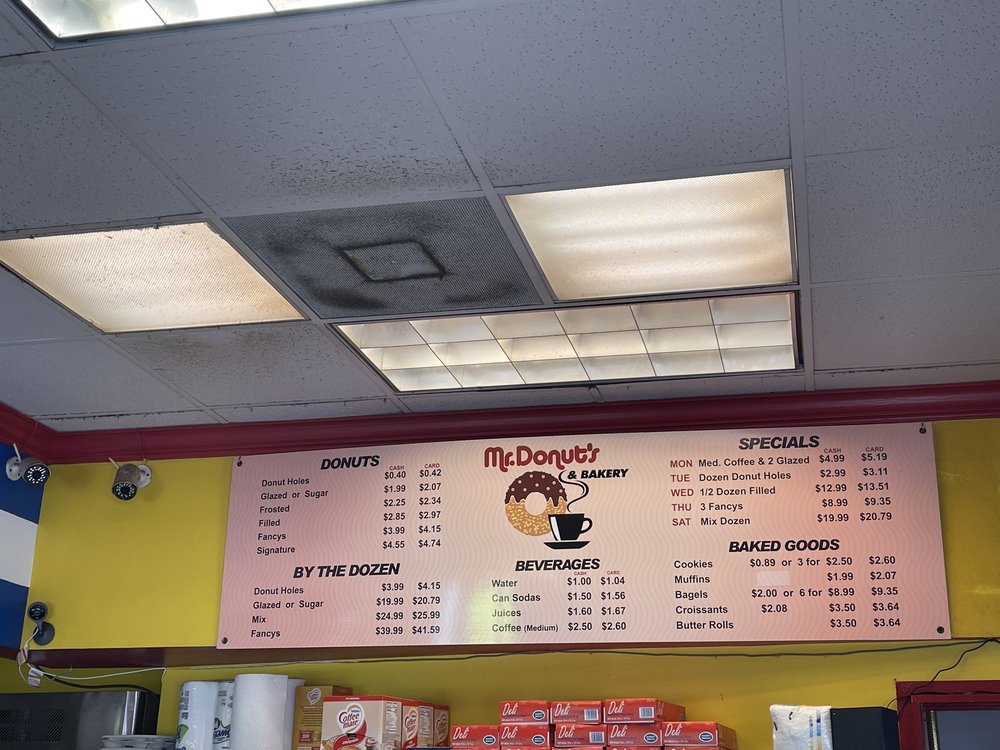 DONUTS
CASH CARD
Donut Holes $0.40 $0.42
Glazed or Sugar $1.99 $2.07
Frosted $2.25 $2.34
Filled $2.85 $2.97
Fancys $3.99 $4.15
Signature $4.55 $4.74
BY THE DOZEN
Donut Holes $3.99 $4.15
Glazed or Sugar $19.99 $20.79
Mix $24.99 $25.99
Fancys $39.99 $41.59
Mr. Donut's
& BAKERY
BEVERAGES
CASH CARD
Water $1.00 $1.04
Can Sodas $1.50 $1.56
Juices $1.60 $1.67
Coffee (Medium) $2.50 $2.60
SPECIALS
CASH CARD
MON Med. Coffee & 2 Glazed $4.99 $5.19
TUE Dozen Donut Holes $2.99 $3.11
WED 1/2 Dozen Filled $12.99 $13.51
THU 3 Fancys $8.99 $9.35
SAT Mix Dozen $19.99 $20.79
BAKED GOODS
Cookies $0.89 or 3 for $2.50 $2.60
Muffins $1.99 $2.07
Bagels $2.00 or 6 for $8.99 $9.35
Croissants $2.08 $3.50 $3.64
Butter Rolls $3.50 $3.64
Coffee mate
Deli
Deli
Deli
Deli
Deli
Deli
Deli
Deli